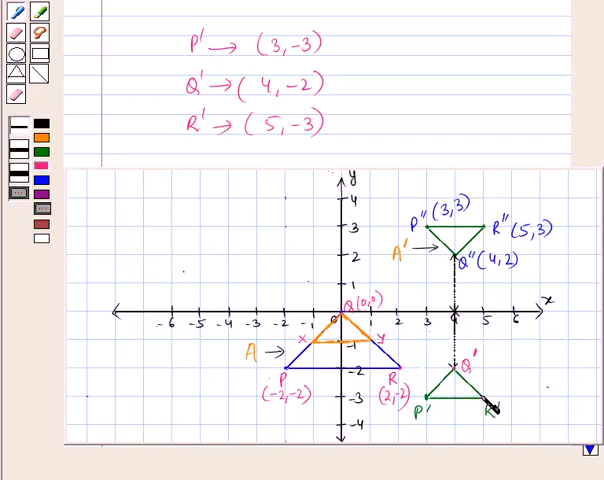 P' → (3, -3)
Q' → ( 4, -2)
R' → ( 5, -3)
y
4
3
2
1
P" (3,3)
R" (5,3)
A' →
Q" (4,2)
Q (0,0)
x
-6 -5 -4 -3 -2 -1 0 1 2 3 4 5 6
X
y
-1
A →
-2
Q'
P
(-2,-2)
R
(2,-2)
-3
P'
R'
-4